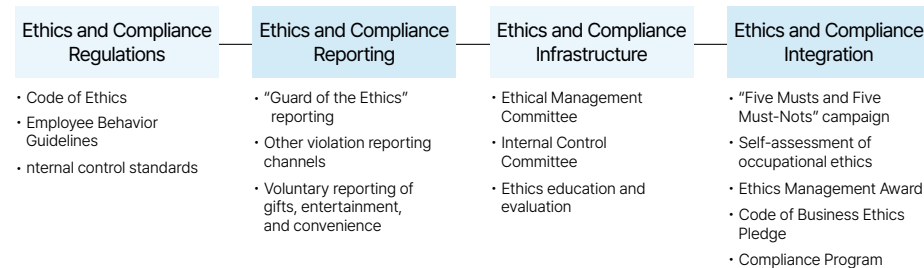 Ethics and Compliance
Regulations
• Code of Ethics
• Employee Behavior
Guidelines
• nternal control standards
Ethics and Compliance
Reporting
• “Guard of the Ethics”
reporting
• Other violation reporting
channels
• Voluntary reporting of
gifts, entertainment,
and convenience
Ethics and Compliance
Infrastructure
• Ethical Management
Committee
• Internal Control
Committee
• Ethics education and
evaluation
Ethics and Compliance
Integration
• “Five Musts and Five
Must-Nots” campaign
• Self-assessment of
occupational ethics
• Ethics Management Award
• Code of Business Ethics
Pledge
• Compliance Program